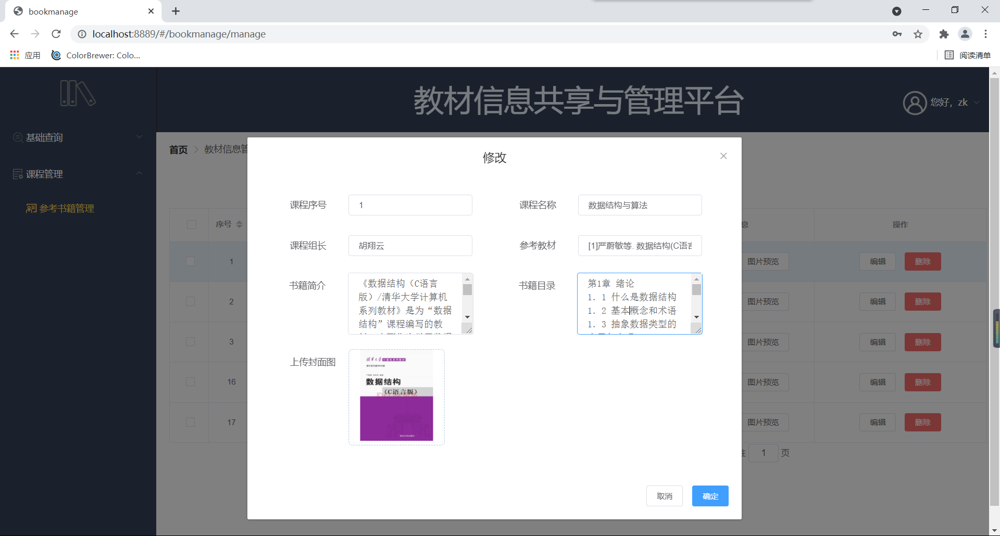 bookmanage
localhost:8889/#/bookmanage/manage
应用
ColorBrewer: Colo...
阅读清单
教材信息共享与管理平台
您好，zk
基础查询
课程管理
参考书籍管理
首页
教材信息管
修改
课程序号
1
课程名称
数据结构与算法
课程组长
胡翔云
参考教材
[1]严蔚敏等. 数据结构(C语言
书籍简介
《数据结构（C语言
版）/清华大学计算机
系列教材》是为“数据
结构”课程编写的教
书籍目录
第1章 绪论
1. 1 什么是数据结构
1. 2 基本概念和术语
1. 3 抽象数据类型的
上传封面图
清华大学 计算机系列教材
数据结构
（C语言版）
序号
息
操作
1
图片预览
编辑
删除
2
图片预览
编辑
删除
3
图片预览
编辑
删除
16
图片预览
编辑
删除
17
图片预览
编辑
删除
往
1
页
取消
确定